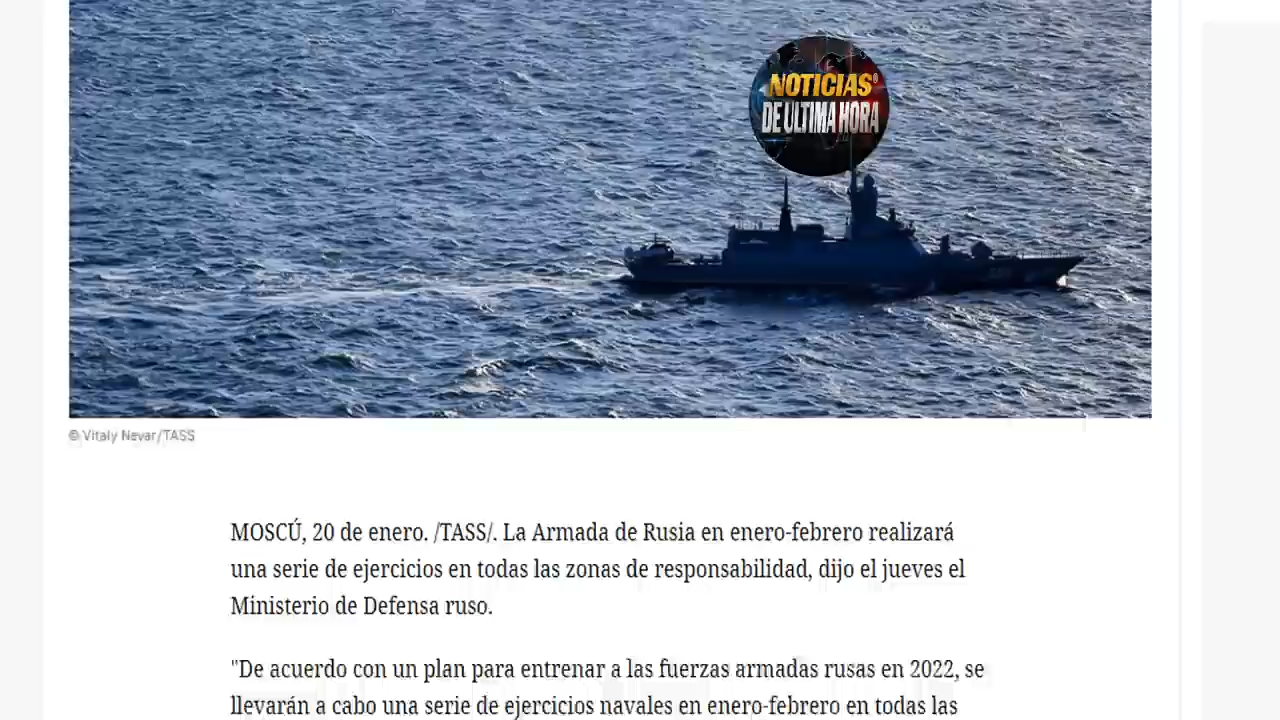 NOTICIAS®
DE ULTIMA HORA
© Vitaly Nevar/TASS
MOSCÚ, 20 de enero. /TASS/. La Armada de Rusia en enero-febrero realizará
una serie de ejercicios en todas las zonas de responsabilidad, dijo el jueves el
Ministerio de Defensa ruso.
"De acuerdo con un plan para entrenar a las fuerzas armadas rusas en 2022, se
llevarán a cabo una serie de ejercicios navales en enero-febrero en todas las